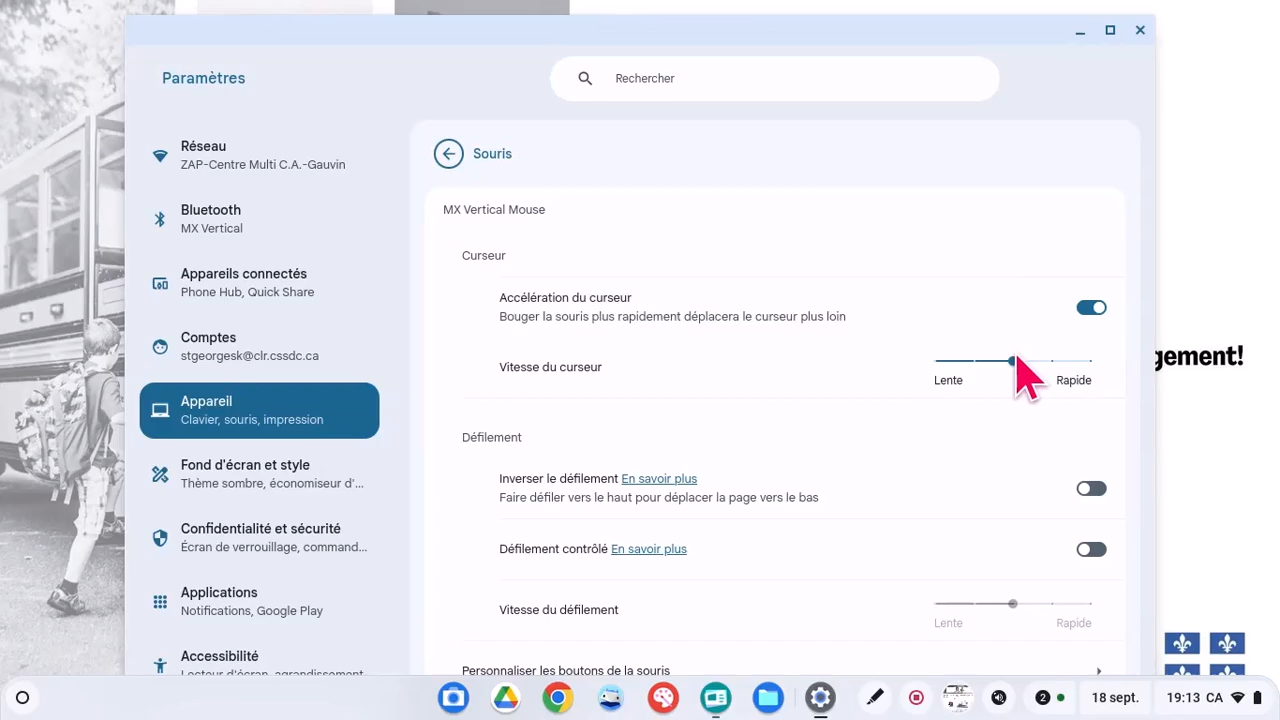 Paramètres
Rechercher
Réseau
ZAP-Centre Multi C.A.-Gauvin
Bluetooth
MX Vertical
Appareils connectés
Phone Hub, Quick Share
Comptes
stgeorgesk@clr.cssdc.ca
Appareil
Clavier, souris, impression
Fond d'écran et style
Thème sombre, économiseur d'...
Confidentialité et sécurité
Écran de verrouillage, command...
Applications
Notifications, Google Play
Accessibilité
Lecteur d'écran, agrandissement
Souris
MX Vertical Mouse
Curseur
Accélération du curseur
Bouger la souris plus rapidement déplacera le curseur plus loin
Vitesse du curseur
Lente Rapide
Défilement
Inverser le défilement En savoir plus
Faire défiler vers le haut pour déplacer la page vers le bas
Défilement contrôlé En savoir plus
Vitesse du défilement
Lente Rapide
Personnaliser les boutons de la souris
gement!
2
18 sept.
19:13 CA